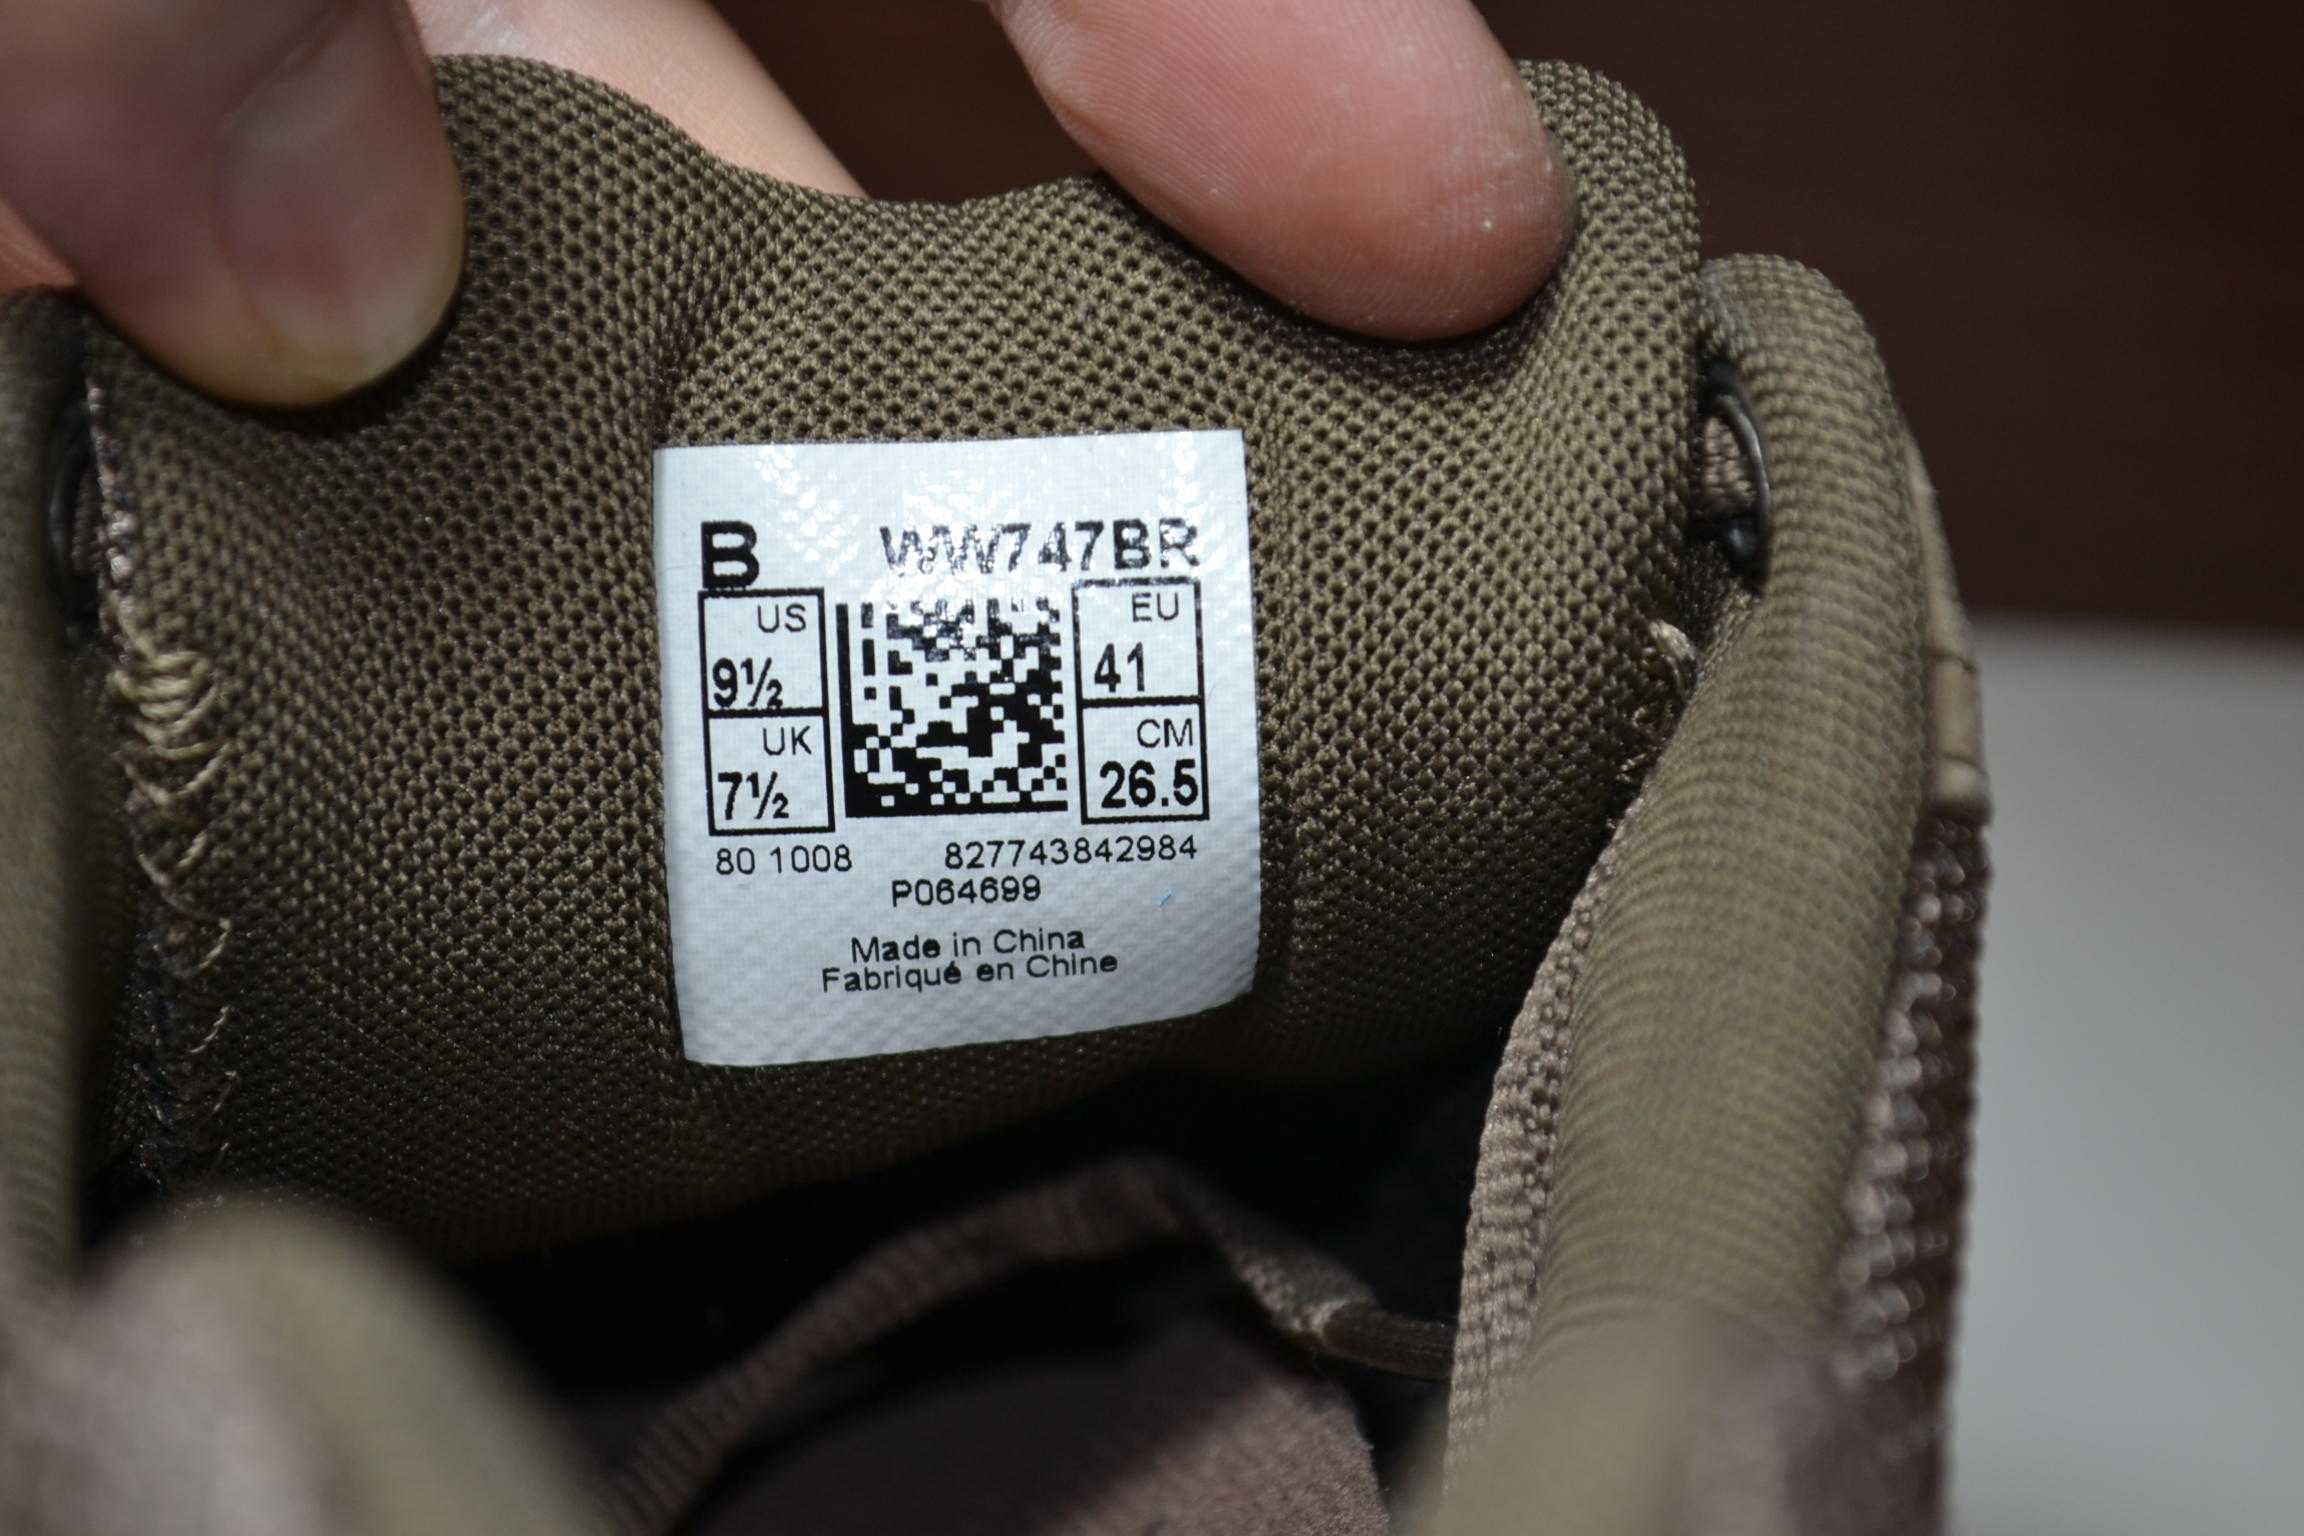 B WW747BR
US EU
9½ 41
UK CM
7½ 26.5
80 1008 827743842984
P064699
Made in China
Fabriqué en Chine